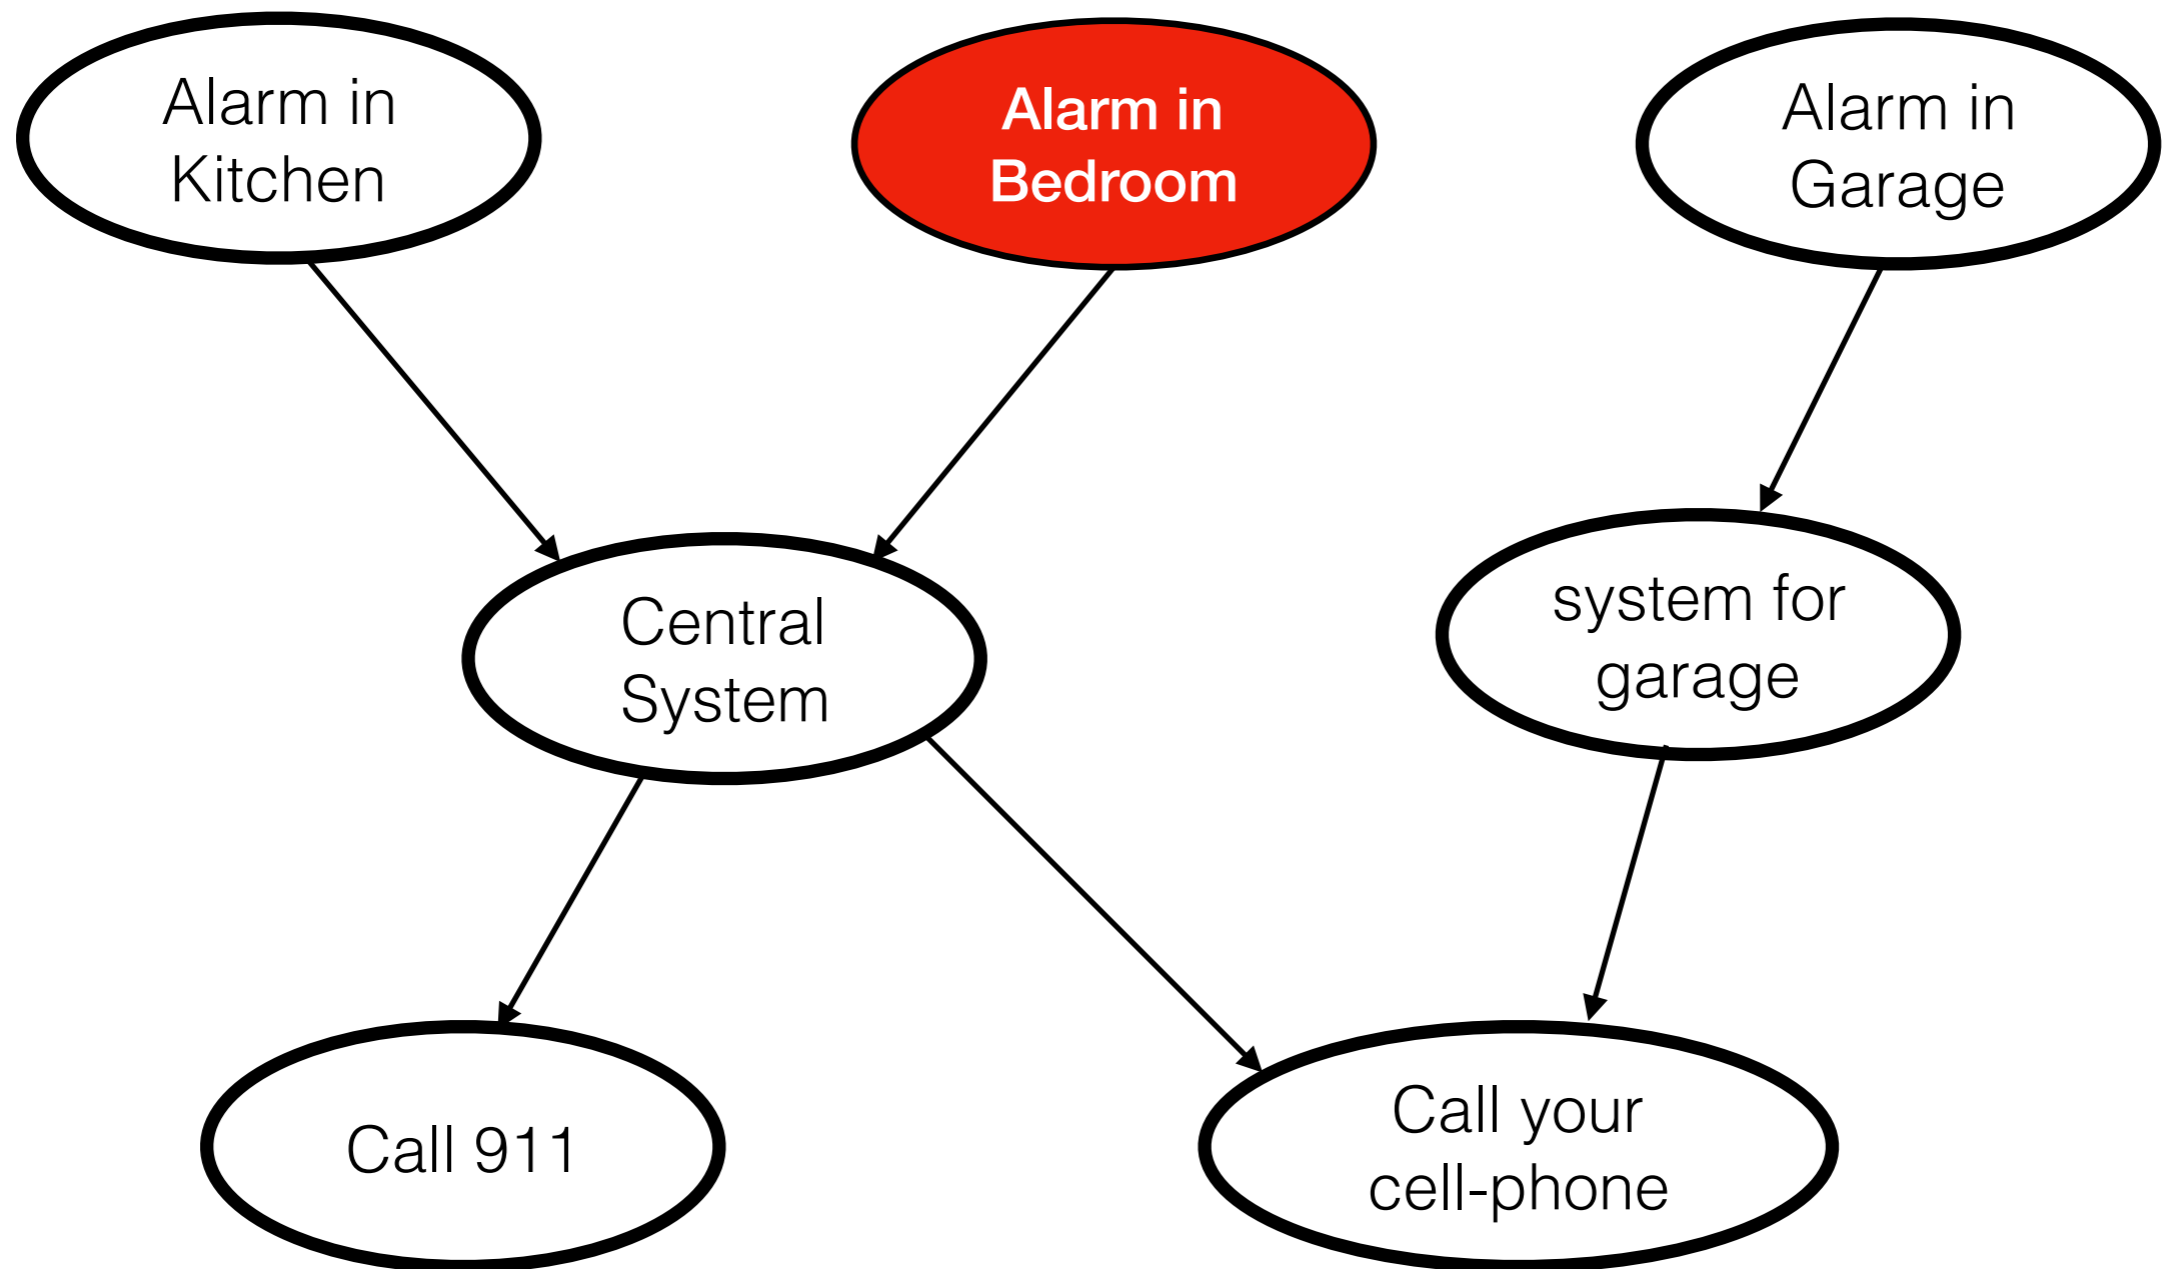 Alarm in
Kitchen
Alarm in
Bedroom
Alarm in
Garage
Central
System
system for
garage
Call 911
Call your
cell-phone